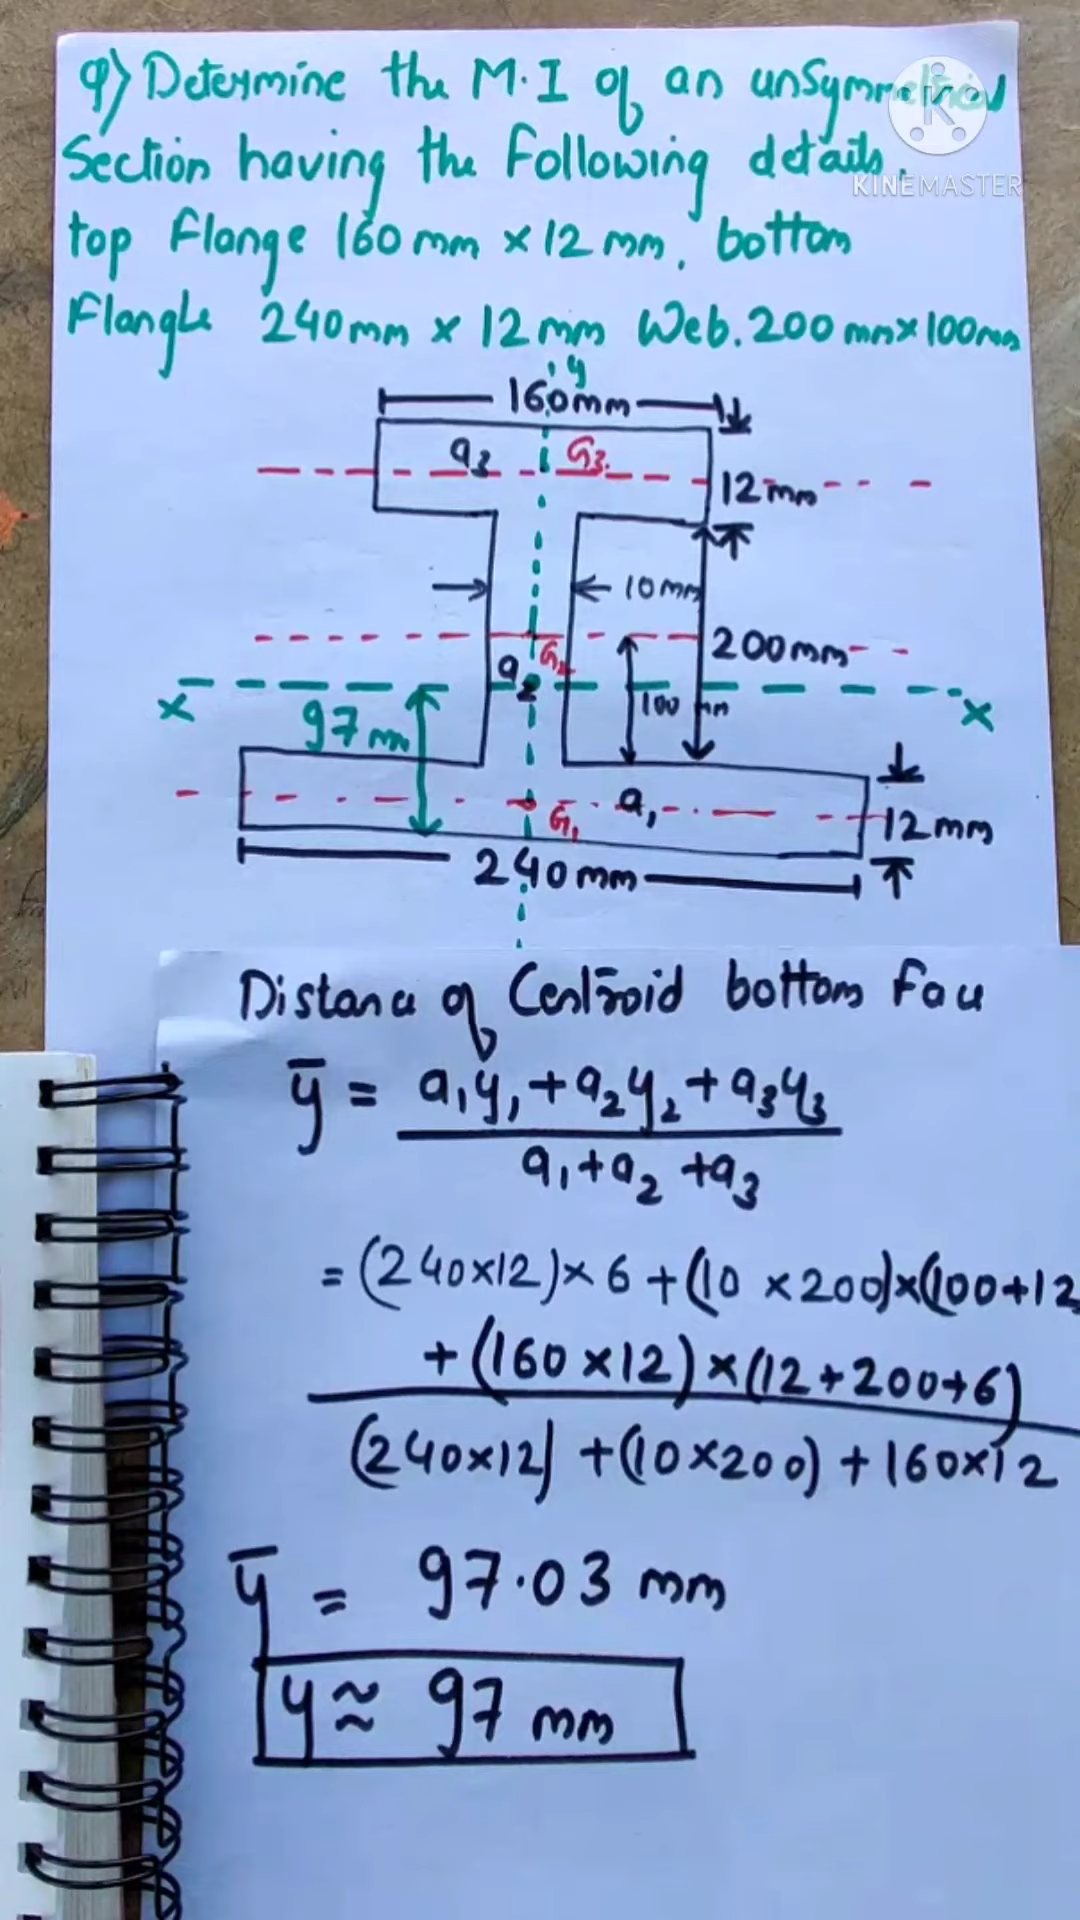 Q) Determine the M.I of an unSymmetrical
Section having the Following details.
KINEMASTER
top Flange 160 mm × 12 mm, bottom
Flangle 240 mm × 12 mm Web. 200 mm × 100 mm
y
160mm
a3 G3.
12 mm
10 mm
200 mm
G2
a2
x x
97 mm
100 mm
a1
G1
12 mm
240 mm
Distance of Centroid bottom Face
ȳ = a1y1 + a2y2 + a3y3
a1 + a2 + a3
= (240×12)×6 + (10 ×200)×(100+12
+ (160 ×12) × (12+200+6)
(240×12) + (10×200) + 160×12
ȳ = 97.03 mm
y ≈ 97 mm